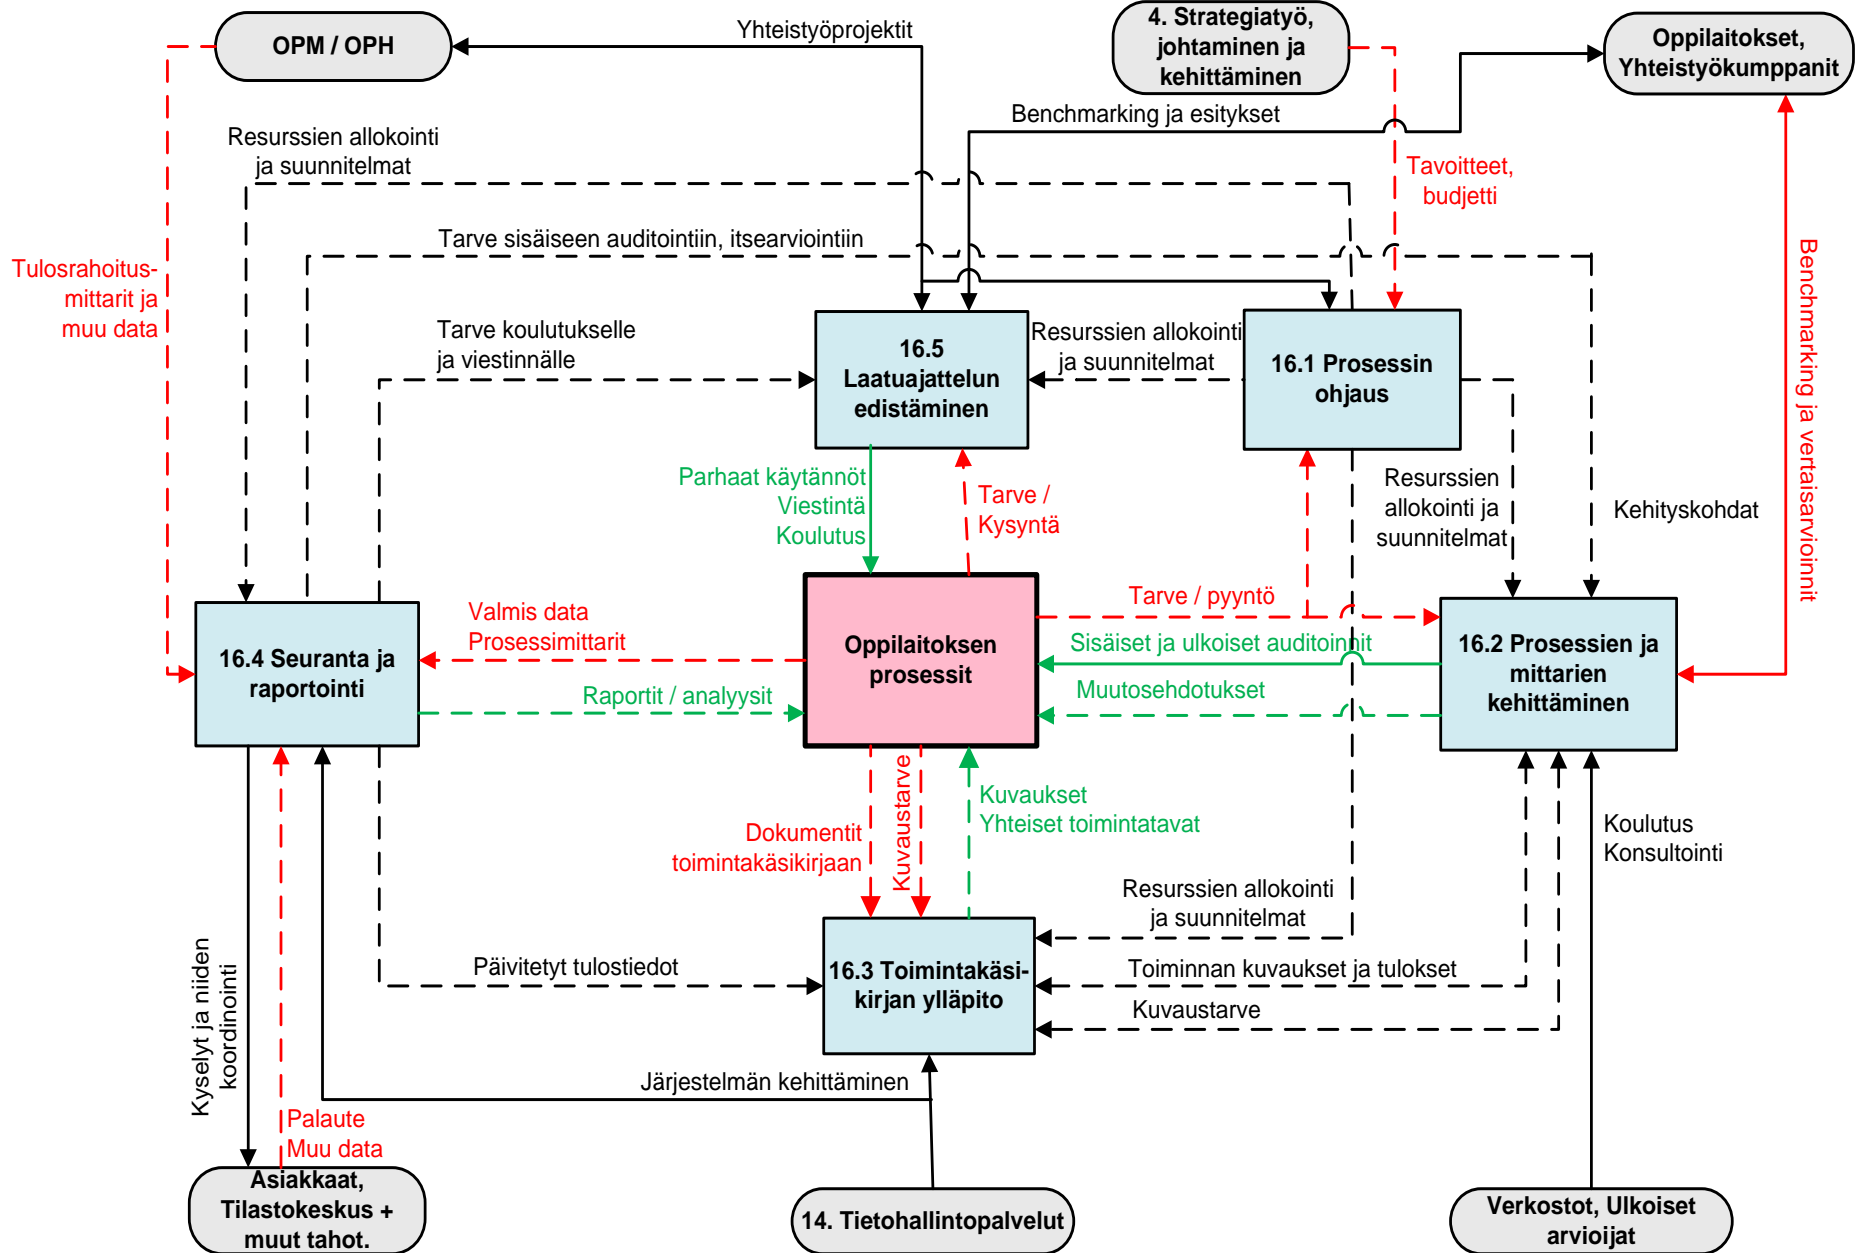 OPM / OPH
Yhteistyöprojektit
4. Strategiatyö,
johtaminen ja
kehittäminen
Oppilaitokset,
Yhteistyökumppanit
Benchmarking ja esitykset
Resurssien allokointi
ja suunnitelmat
Tavoitteet,
budjetti
Tarve sisäiseen auditointiin, itsearviointiin
Tulosrahoitus-
mittarit ja
muu data
Benchmarking ja vertaisarvioinnit
Tarve koulutukselle
ja viestinnälle
16.5
Laatuajattelun
edistäminen
Resurssien allokointi
ja suunnitelmat
16.1 Prosessin
ohjaus
Parhaat käytännöt
Viestintä
Koulutus
Tarve /
Kysyntä
Resurssien
allokointi ja
suunnitelmat
Kehityskohdat
16.4 Seuranta ja
raportointi
Valmis data
Prosessimittarit
Raportit / analyysit
Oppilaitoksen
prosessit
Tarve / pyyntö
Sisäiset ja ulkoiset auditoinnit
Muutosehdotukset
16.2 Prosessien ja
mittarien
kehittäminen
Dokumentit
toimintakäsikirjaan
Kuvaustarve
Kuvaukset
Yhteiset toimintatavat
Koulutus
Konsultointi
Resurssien allokointi
ja suunnitelmat
Päivitetyt tulostiedot
16.3 Toimintakäsi-
kirjan ylläpito
Toiminnan kuvaukset ja tulokset
Kuvaustarve
Kyselyt ja niiden
koordinointi
Järjestelmän kehittäminen
Palaute
Muu data
Asiakkaat,
Tilastokeskus +
muut tahot.
14. Tietohallintopalvelut
Verkostot, Ulkoiset
arvioijat